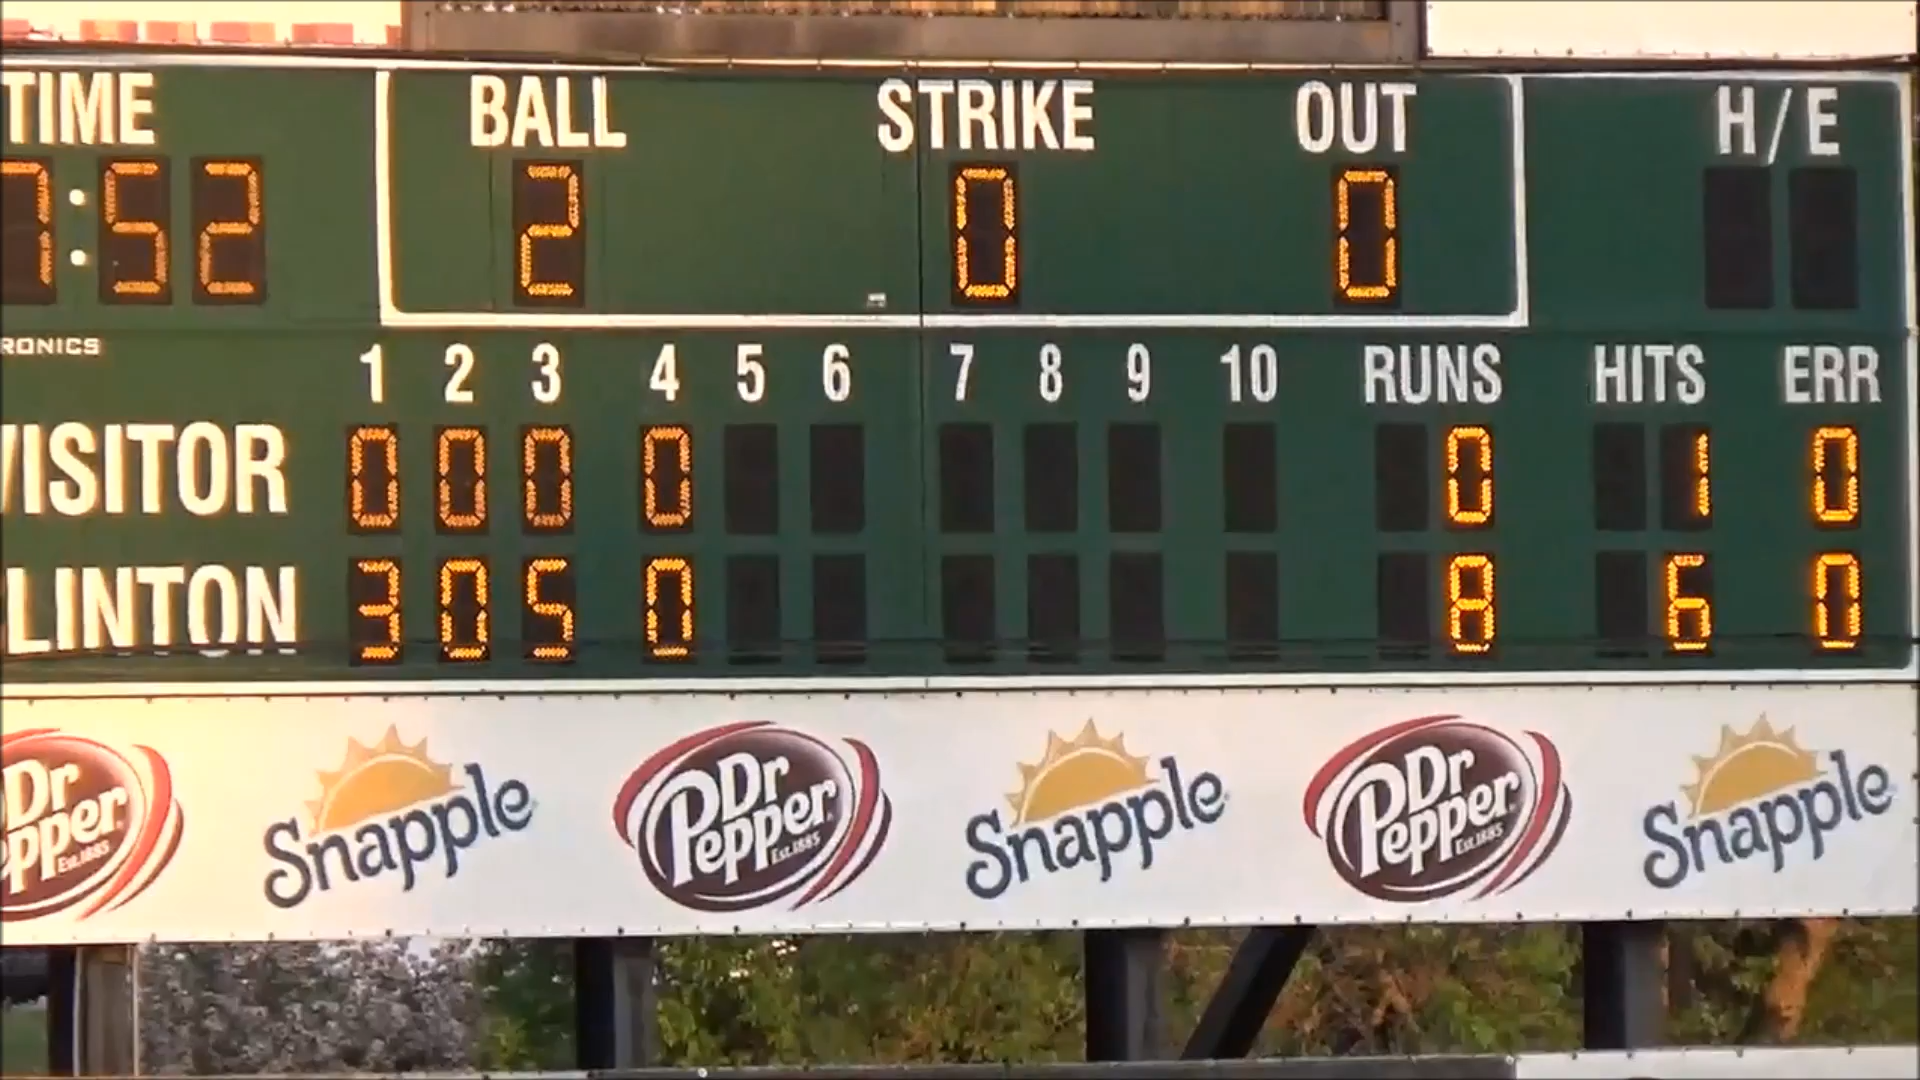 TIME BALL STRIKE OUT H/E
7:52 2 0 0
RONICS
1 2 3 4 5 6 7 8 9 10 RUNS HITS ERR
VISITOR 0 0 0 0 0 1 0
LINTON 3 0 5 0 8 6 0
Dr Pepper Est.1885 Snapple Dr Pepper Est.1885 Snapple Dr Pepper Est.1885 Snapple